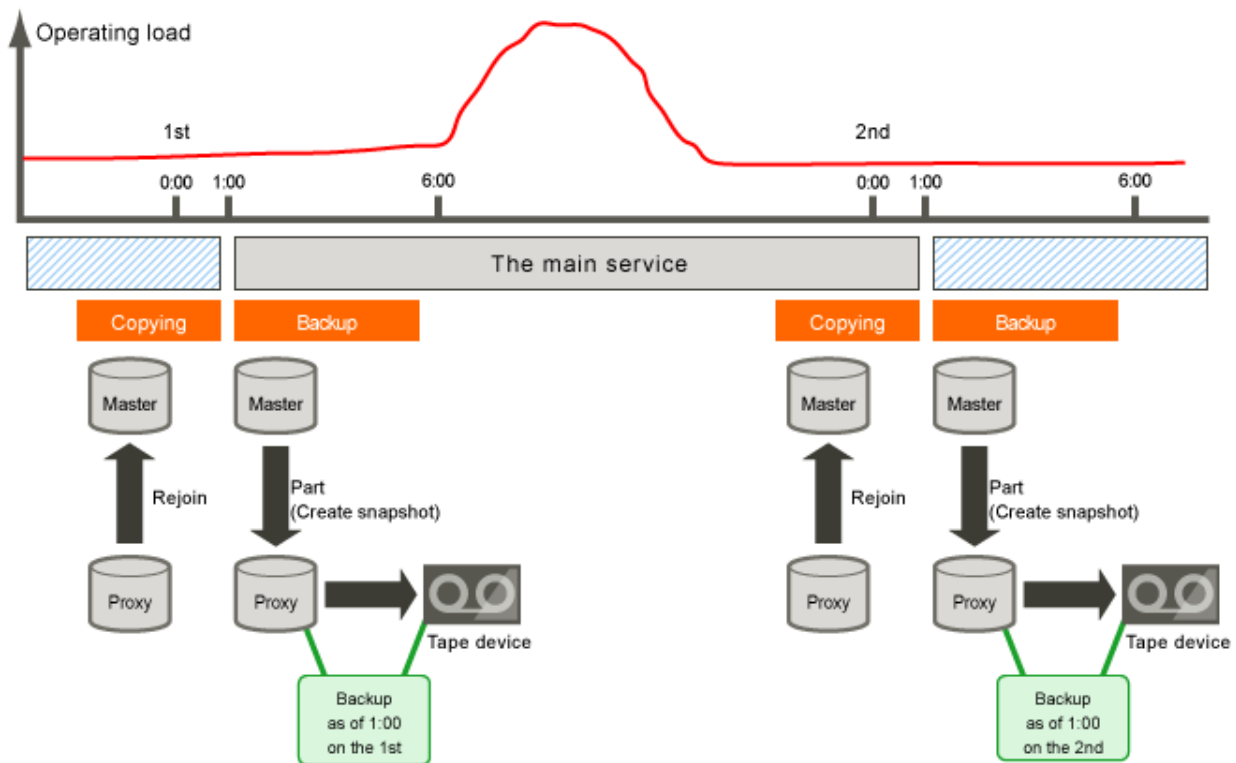 Operating load
1st
2nd
0:00
1:00
6:00
0:00
1:00
6:00
The main service
Copying
Backup
Copying
Backup
Master
Master
Master
Master
Rejoin
Part
(Create snapshot)
Rejoin
Part
(Create snapshot)
Proxy
Proxy
Proxy
Proxy
Tape device
Tape device
Backup
as of 1:00
on the 1st
Backup
as of 1:00
on the 2nd